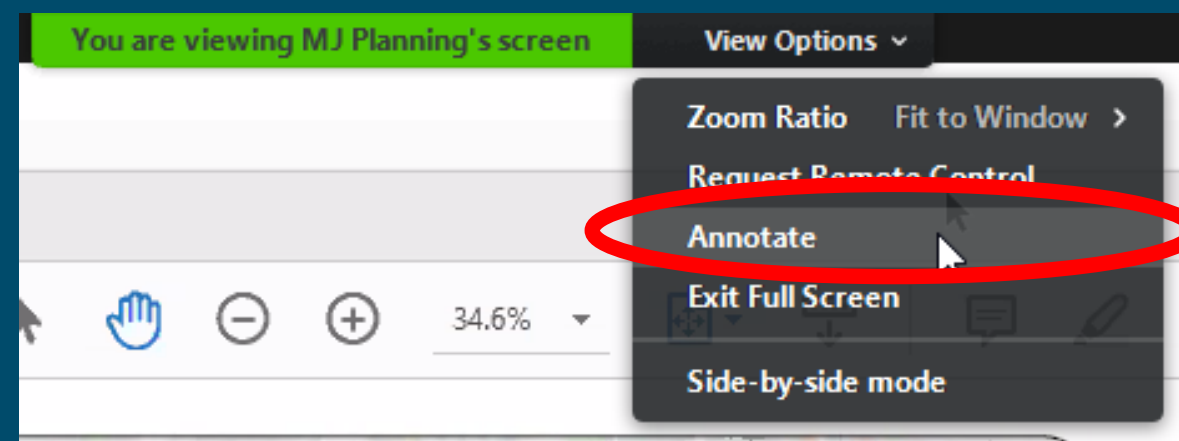 You are viewing MJ Planning's screen View Options
Zoom Ratio Fit to Window >
Request Remote Control
Annotate
Exit Full Screen
34.6%
Side-by-side mode